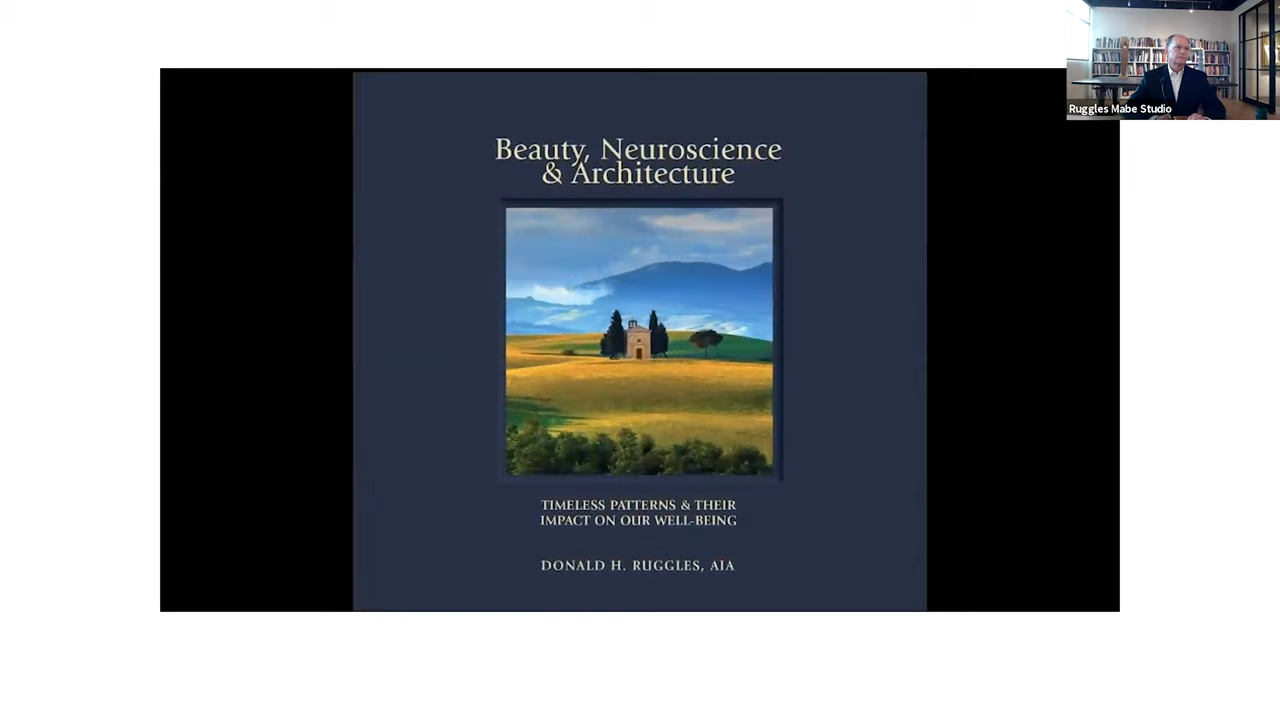 Ruggles Mabe Studio
Beauty, Neuroscience
& Architecture
TIMELESS PATTERNS & THEIR
IMPACT ON OUR WELL-BEING
DONALD H. RUGGLES, AIA